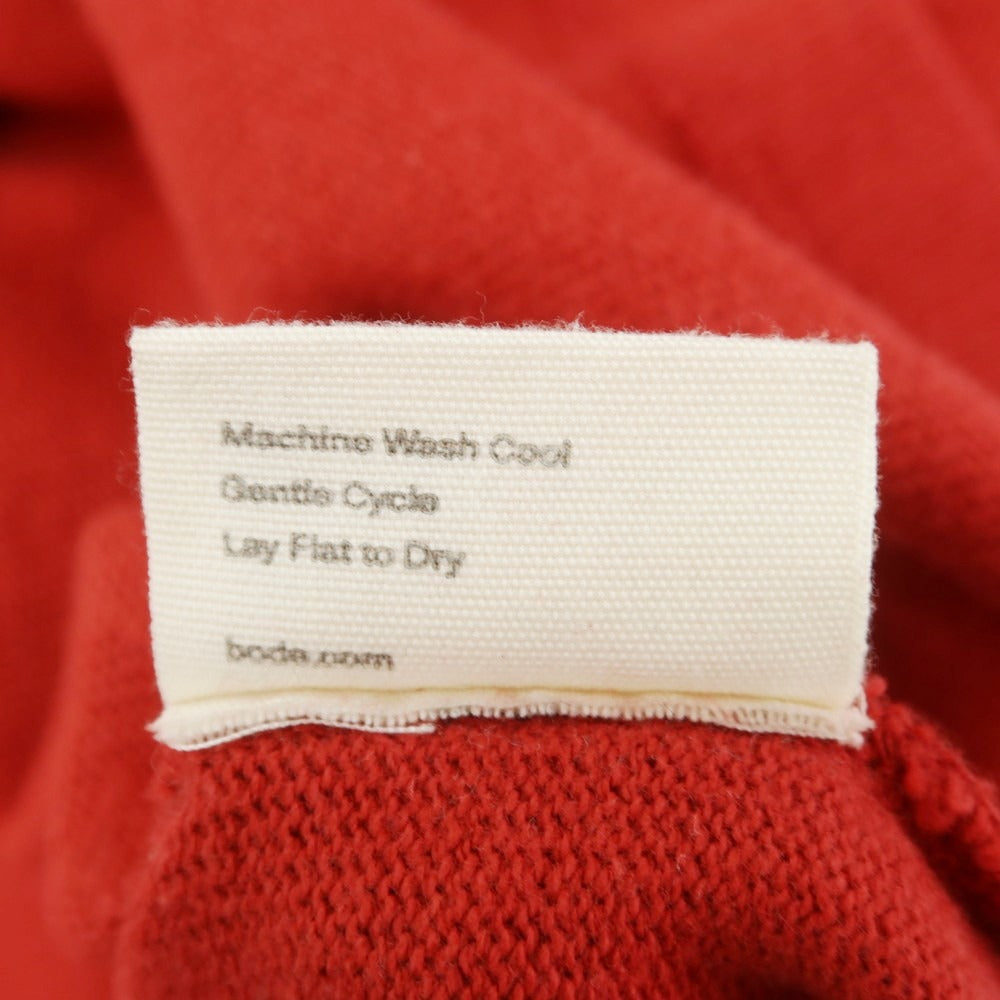 Machine Wash Cool
Gentle Cycle
Lay Flat to Dry
bode.com